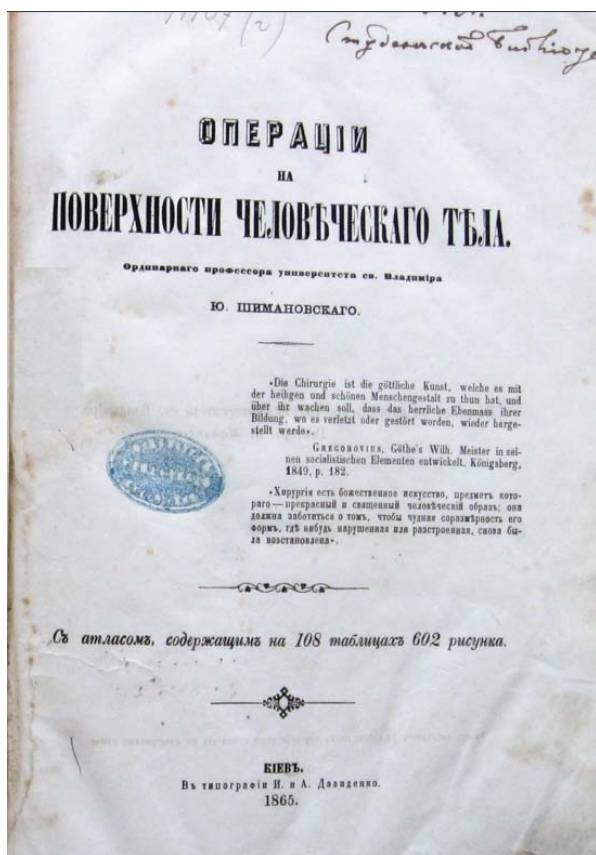 (2)
Студенческой
ОПЕРАЦІИ
НА
ПОВЕРХНОСТИ ЧЕЛОВѢЧЕСКАГО ТѢЛА.
Ординарнаго профессора университета св. Владиміра
Ю. ШИМАНОВСКАГО.
«Die Chirurgie ist die göttliche Kunst, welche es mit
der heiligen und schönen Menschengestalt zu thun hat, und
über ihr wachen soll, dass das herrliche Ebenmass ihrer
Bildung, wo es verletzt oder gestört worden, wieder herge-
stellt werde».
GREGOROVIUS, Göthe's Wilh. Meister in sei-
nen socialistischen Elementen entwickelt. Königsberg,
1849, p. 182.
«Хирургія есть божественное искусство, предметъ кото-
раго—прекрасный и священный человѣческій образъ; она
должна заботиться о томъ, чтобы чудная соразмѣрность его
формъ, гдѣ нибудь нарушенная или разстроенная, снова бы-
ла возстановлена».
Съ атласомъ, содержащимъ на 108 таблицахъ 602 рисунка.
КІЕВЪ.
Въ типографіи И. и А. Давиденко.
1865.